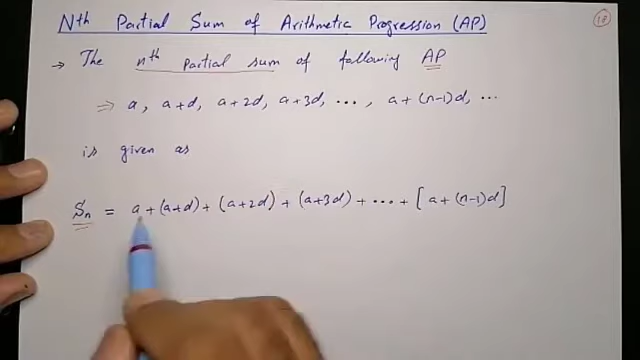 Nth Partial Sum of Arithmetic Progression (AP)
18
→ The nth partial sum of following AP
⇒ a, a+d, a+2d, a+3d, ..., a+(n-1)d, ...
is given as
Sn = a+(a+d)+(a+2d)+(a+3d)+...+[a+(n-1)d]